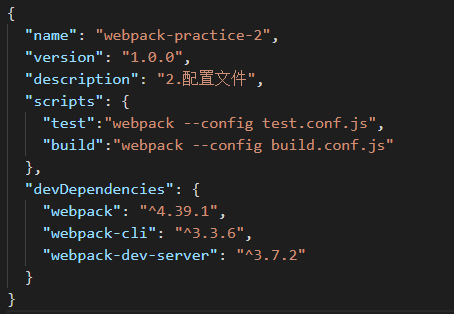 {
"name": "webpack-practice-2",
"version": "1.0.0",
"description": "2.配置文件",
"scripts": {
"test":"webpack --config test.conf.js",
"build":"webpack --config build.conf.js"
},
"devDependencies": {
"webpack": "^4.39.1",
"webpack-cli": "^3.3.6",
"webpack-dev-server": "^3.7.2"
}
}